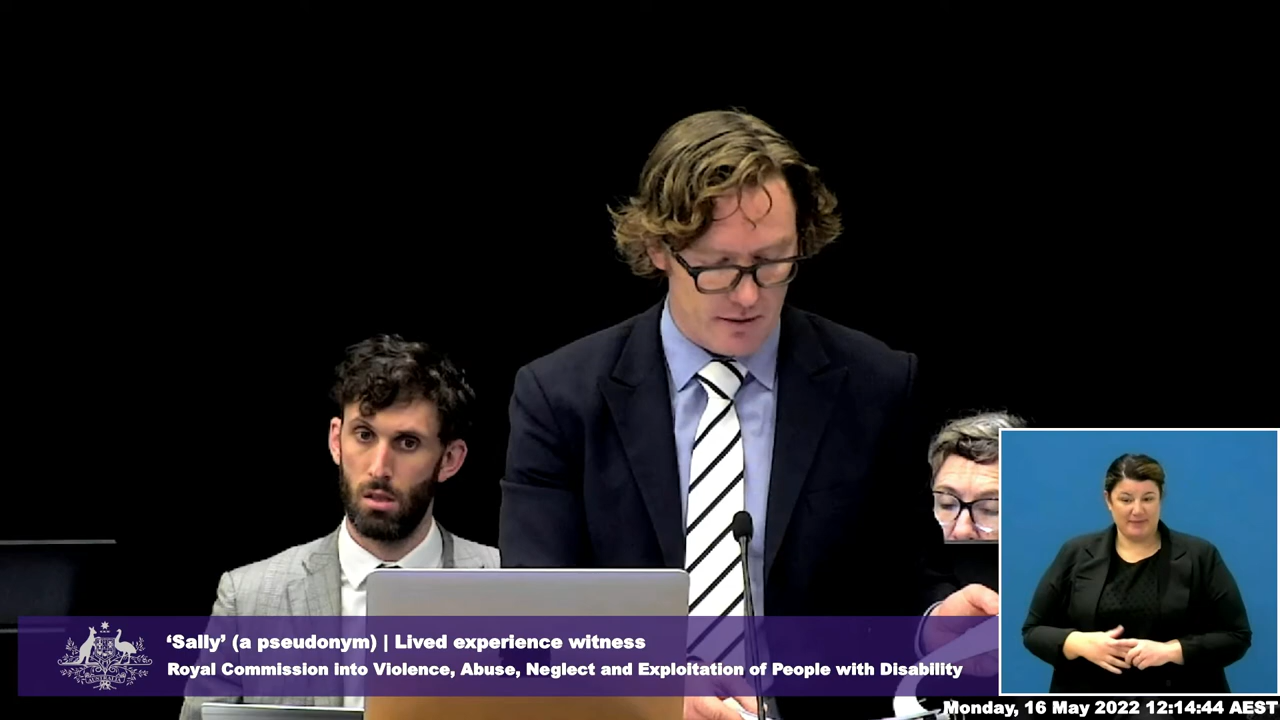 ‘Sally’ (a pseudonym) | Lived experience witness
Royal Commission into Violence, Abuse, Neglect and Exploitation of People with Disability
Monday, 16 May 2022 12:14:44 AEST